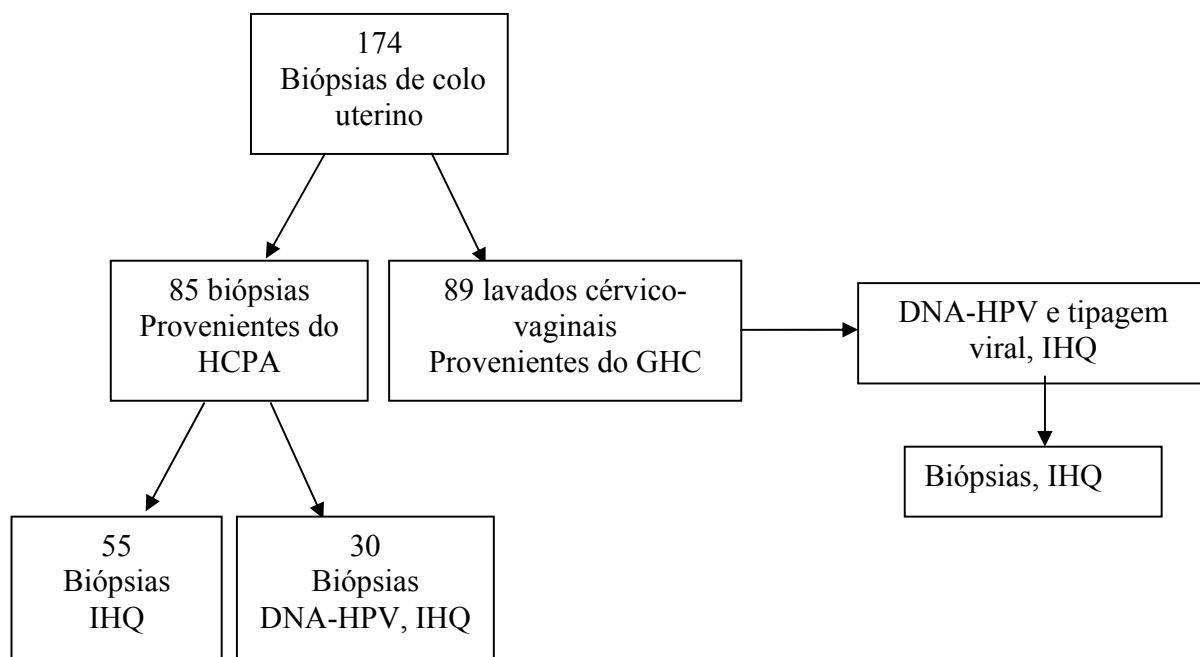 174
Biópsias de colo
uterino
85 biópsias
Provenientes do
HCPA
89 lavados cérvico-
vaginais
Provenientes do GHC
DNA-HPV e tipagem
viral, IHQ
Biópsias, IHQ
55
Biópsias
IHQ
30
Biópsias
DNA-HPV, IHQ